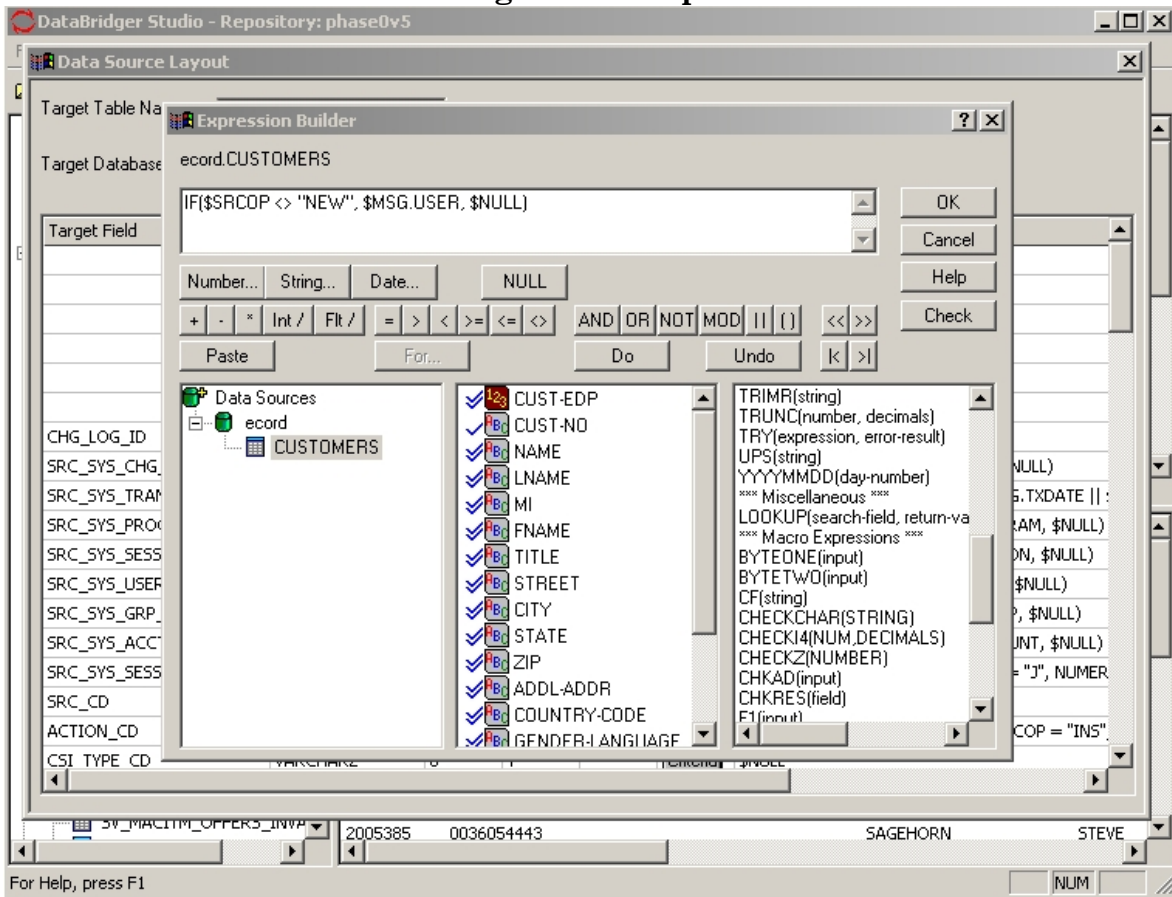 DataBridger Studio - Repository: phase0v5
Data Source Layout
Target Table Na
Target Database
Expression Builder
ecord.CUSTOMERS
IF($SRCOP <> "NEW", $MSG.USER, $NULL)
OK
Cancel
Help
Check
Number... String... Date... NULL
+ - * Int / Flt / = > < >= <= <> AND OR NOT MOD || () << >>
Paste For... Do Undo |< >|
Data Sources
ecord
CUSTOMERS
CUST-EDP
CUST-NO
NAME
LNAME
MI
FNAME
TITLE
STREET
CITY
STATE
ZIP
ADDL-ADDR
COUNTRY-CODE
GENDER-LANGUAGE
TRIMR(string)
TRUNC(number, decimals)
TRY(expression, error-result)
UPS(string)
YYYYMMDD(day-number)
*** Miscellaneous ***
LOOKUP(search-field, return-va
*** Macro Expressions ***
BYTEONE(input)
BYTETWO(input)
CF(string)
CHECKCHAR(STRING)
CHECKI4(NUM,DECIMALS)
CHECKZ(NUMBER)
CHKAD(input)
CHKRES(field)
F1(input)
Target Field
CHG_LOG_ID
SRC_SYS_CHG_ NULL)
SRC_SYS_TRAN G.TXDATE ||
SRC_SYS_PROG RAM, $NULL)
SRC_SYS_SESS ON, $NULL)
SRC_SYS_USER $NULL)
SRC_SYS_GRP_ P, $NULL)
SRC_SYS_ACCT UNT, $NULL)
SRC_SYS_SESS = "J", NUMER
SRC_CD
ACTION_CD COP = "INS"
CSI_TYPE_CD VARCHAR2 $NULL
SV_MACITM_OFFERS_INVA
2005385 0036054443 SAGEHORN STEVE
For Help, press F1 NUM